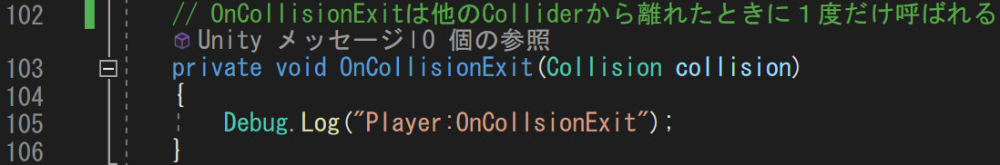 102 // OnCollisionExitは他のColliderから離れたときに１度だけ呼ばれる
Unity メッセージ|0 個の参照
103 private void OnCollisionExit(Collision collision)
104 {
105 Debug.Log("Player:OnCollsionExit");
106 }